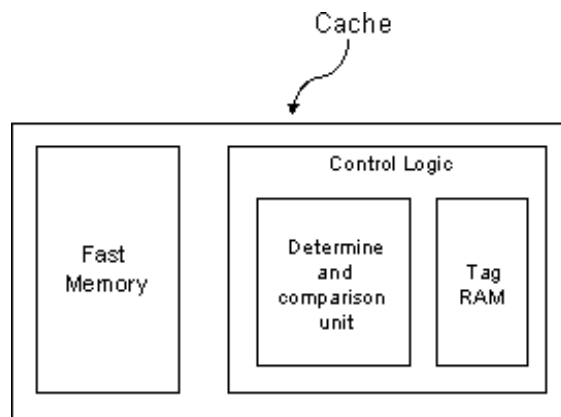 Cache
Control Logic
Fast
Memory
Determine
and
comparison
unit
Tag
RAM